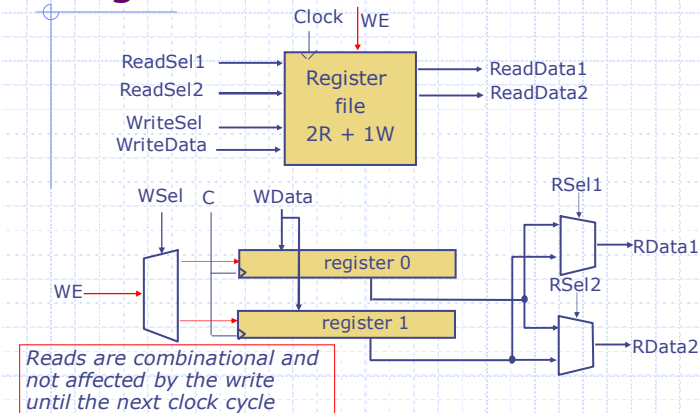 Clock
WE
ReadSel1
ReadSel2
WriteSel
WriteData
Register
file
2R + 1W
ReadData1
ReadData2
WSel
C
WData
RSel1
register 0
RData1
WE
RSel2
register 1
RData2
Reads are combinational and
not affected by the write
until the next clock cycle